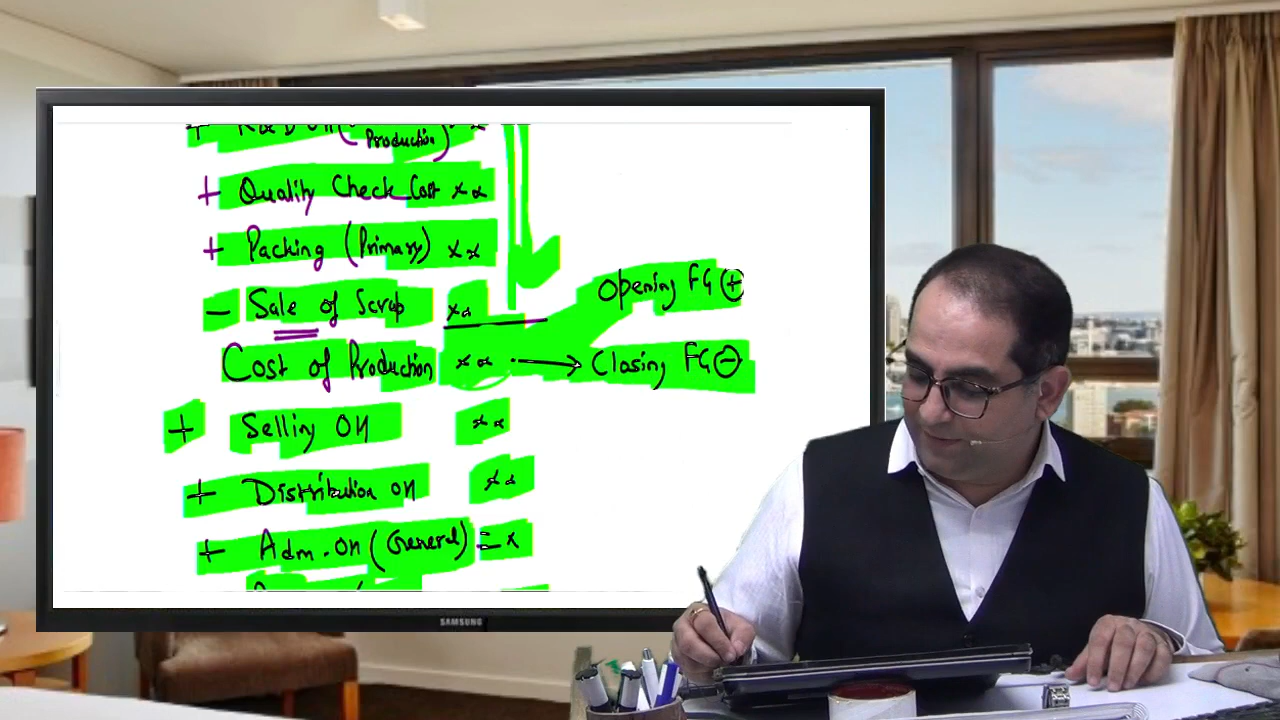 Production)
+ Quality Check Cost xx
+ Packing (Primary) xx
- Sale of Scrap xx
Opening FG (+)
Cost of Production xx → Closing FG (-)
+ Selling OH xx
+ Distribution OH xx
+ Adm. OH (General) = x
SAMSUNG